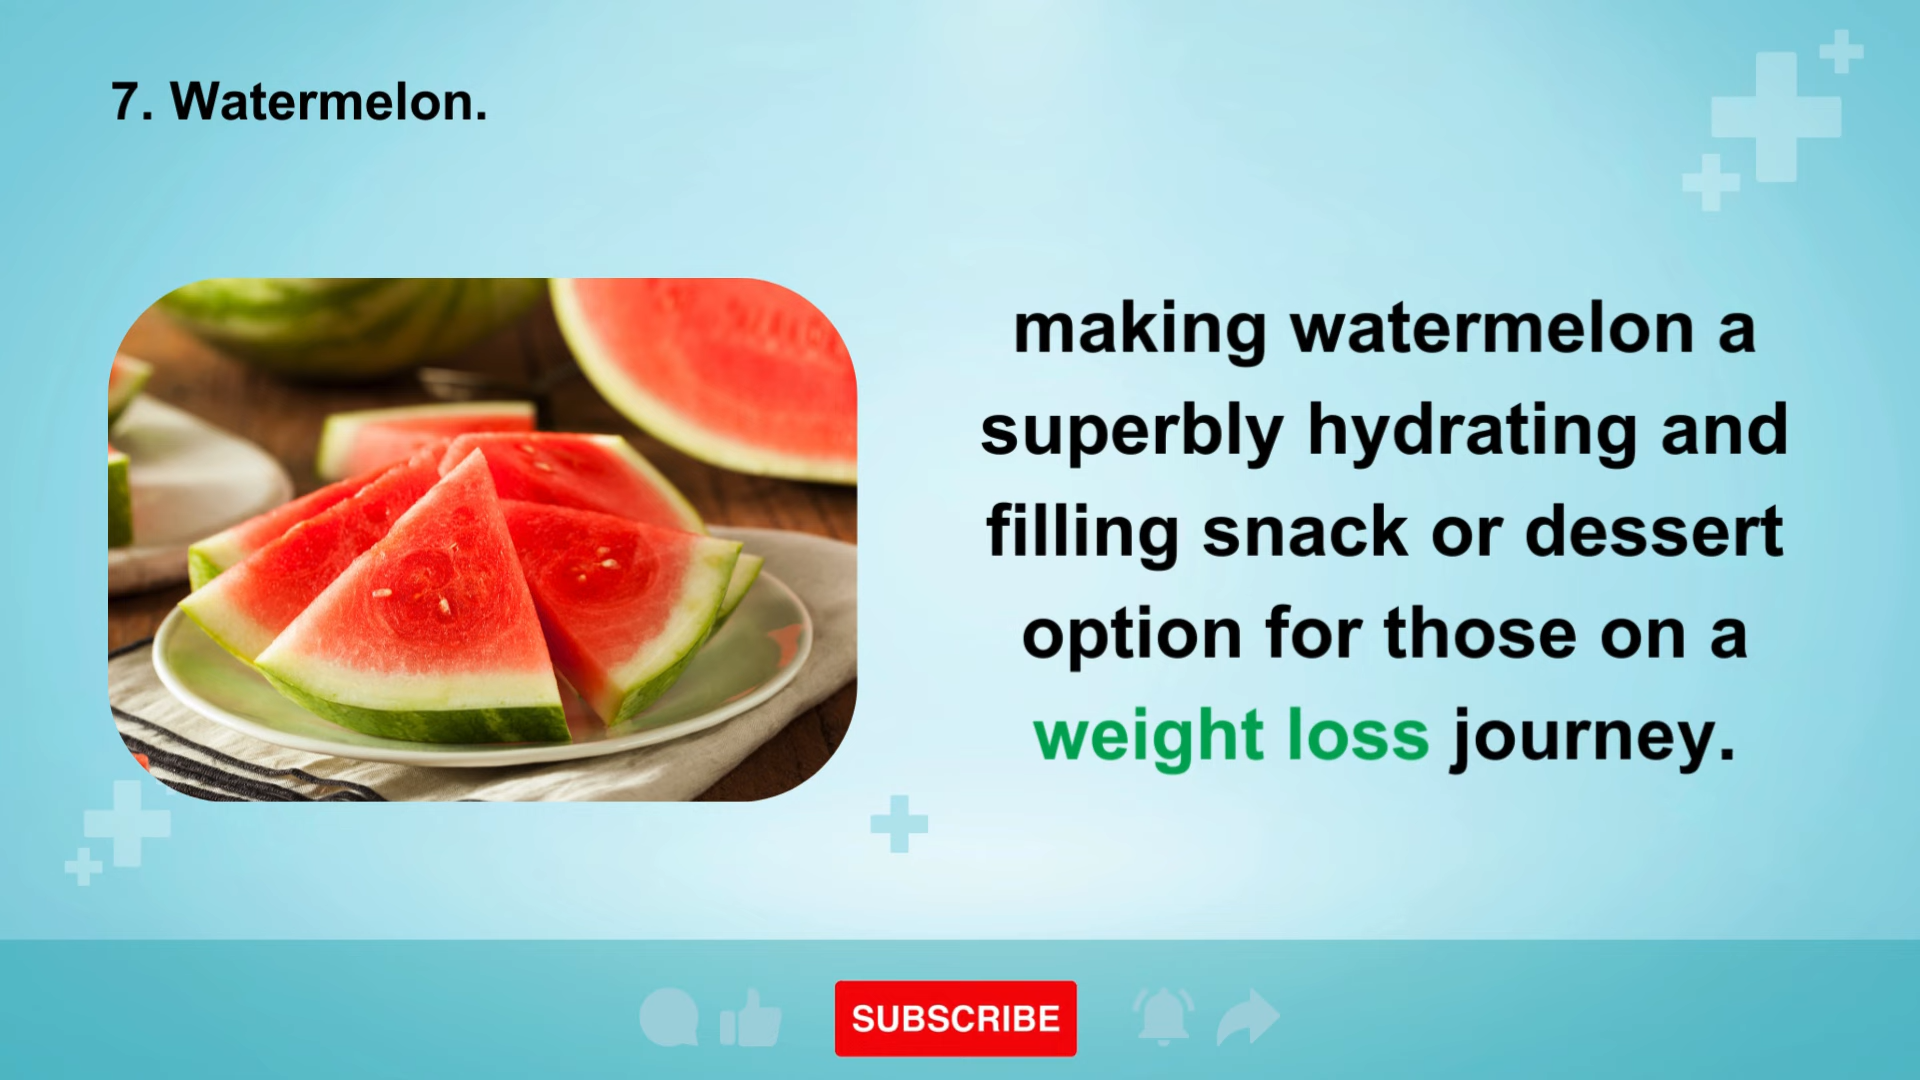 7. Watermelon.
making watermelon a
superbly hydrating and
filling snack or dessert
option for those on a
weight loss journey.
SUBSCRIBE